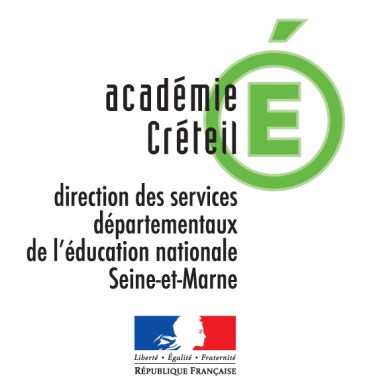 académie
Créteil
É
direction des services
départementaux
de l'éducation nationale
Seine-et-Marne
Liberté • Égalité • Fraternité
RÉPUBLIQUE FRANÇAISE